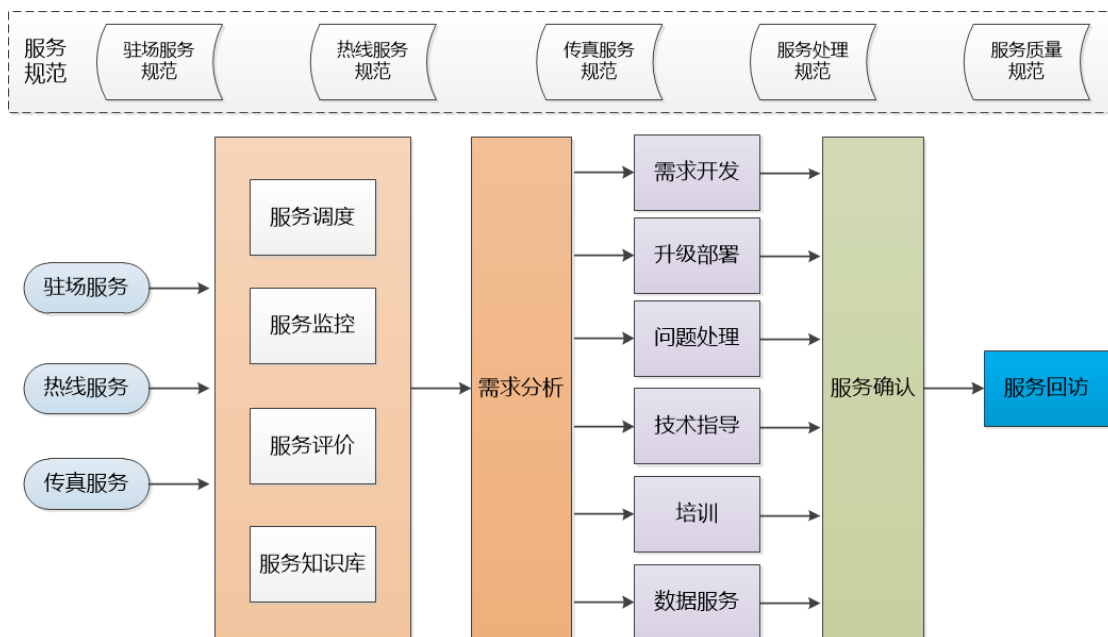 服务
规范
驻场服务
规范
热线服务
规范
传真服务
规范
服务处理
规范
服务质量
规范
驻场服务
热线服务
传真服务
服务调度
服务监控
服务评价
服务知识库
需求分析
需求开发
升级部署
问题处理
技术指导
培训
数据服务
服务确认
服务回访